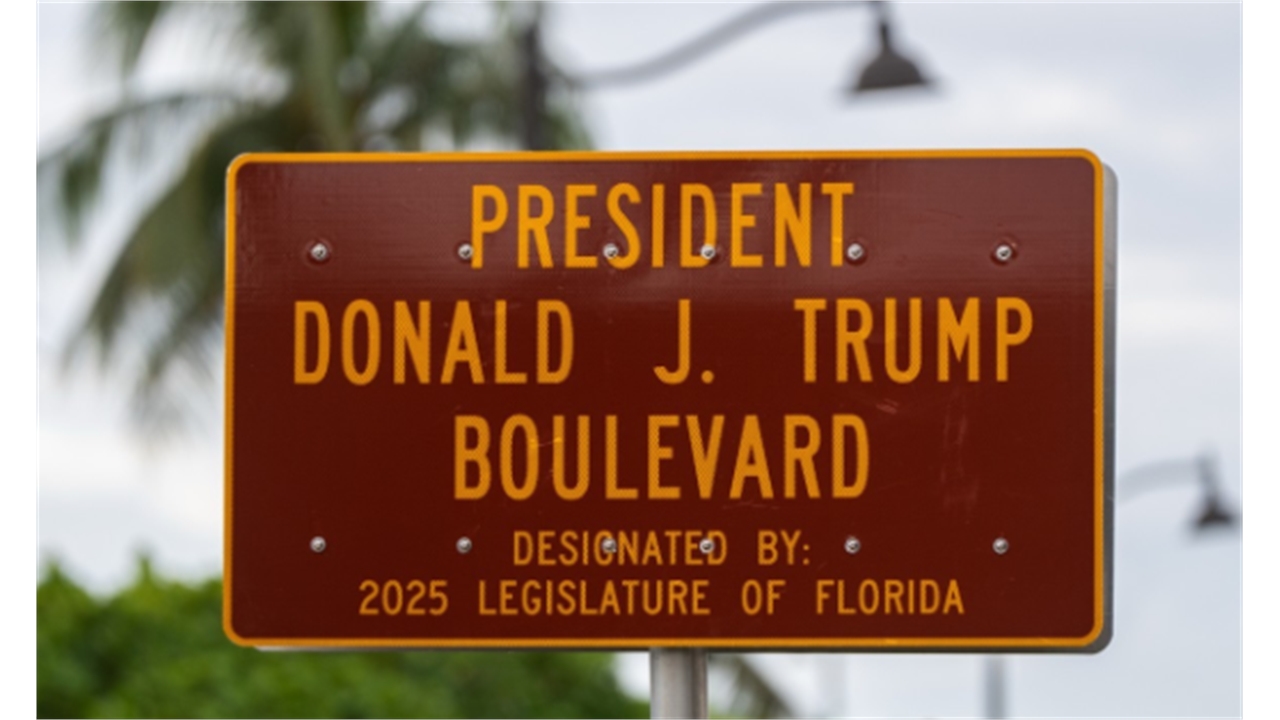 PRESIDENT
DONALD J. TRUMP
BOULEVARD
DESIGNATED BY:
2025 LEGISLATURE OF FLORIDA